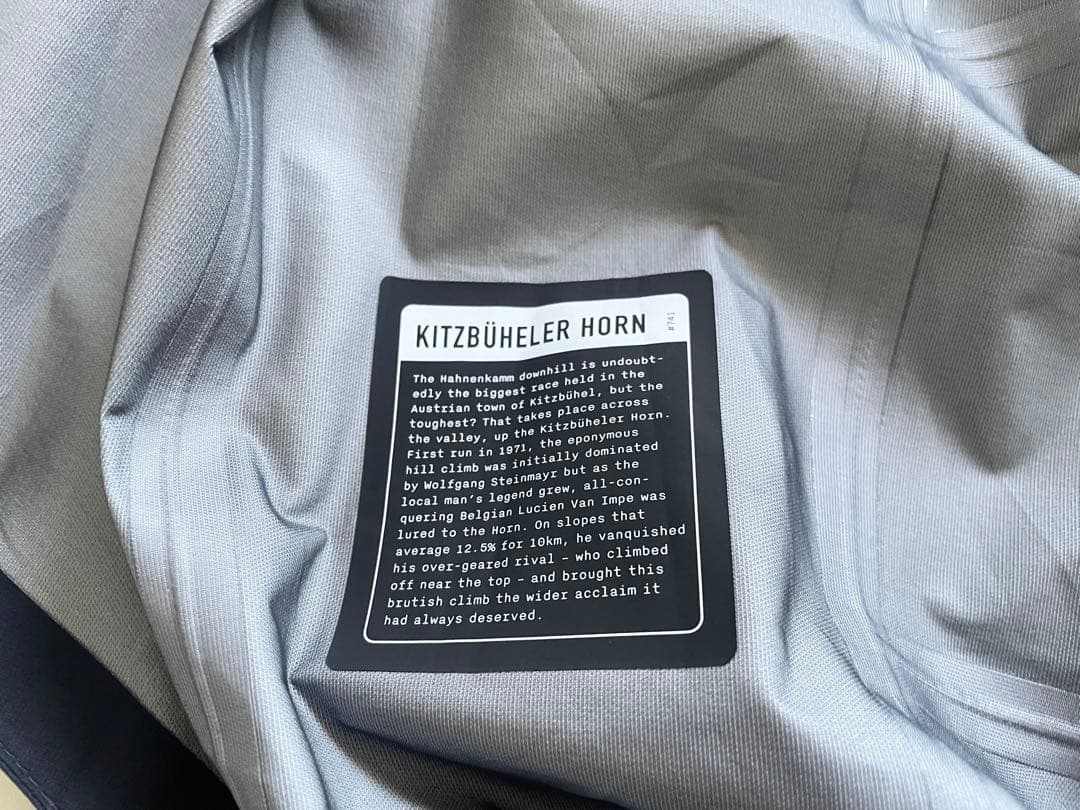 KITZBÜHELER HORN #741
The Hahnenkamm downhill is undoubt-
edly the biggest race held in the
Austrian town of Kitzbühel, but the
toughest? That takes place across
the valley, up the Kitzbüheler Horn.
First run in 1971, the eponymous
hill climb was initially dominated
by Wolfgang Steinmayr but as the
local man's legend grew, all-con-
quering Belgian Lucien Van Impe was
lured to the Horn. On slopes that
average 12.5% for 10km, he vanquished
his over-geared rival – who climbed
off near the top – and brought this
brutish climb the wider acclaim it
had always deserved.